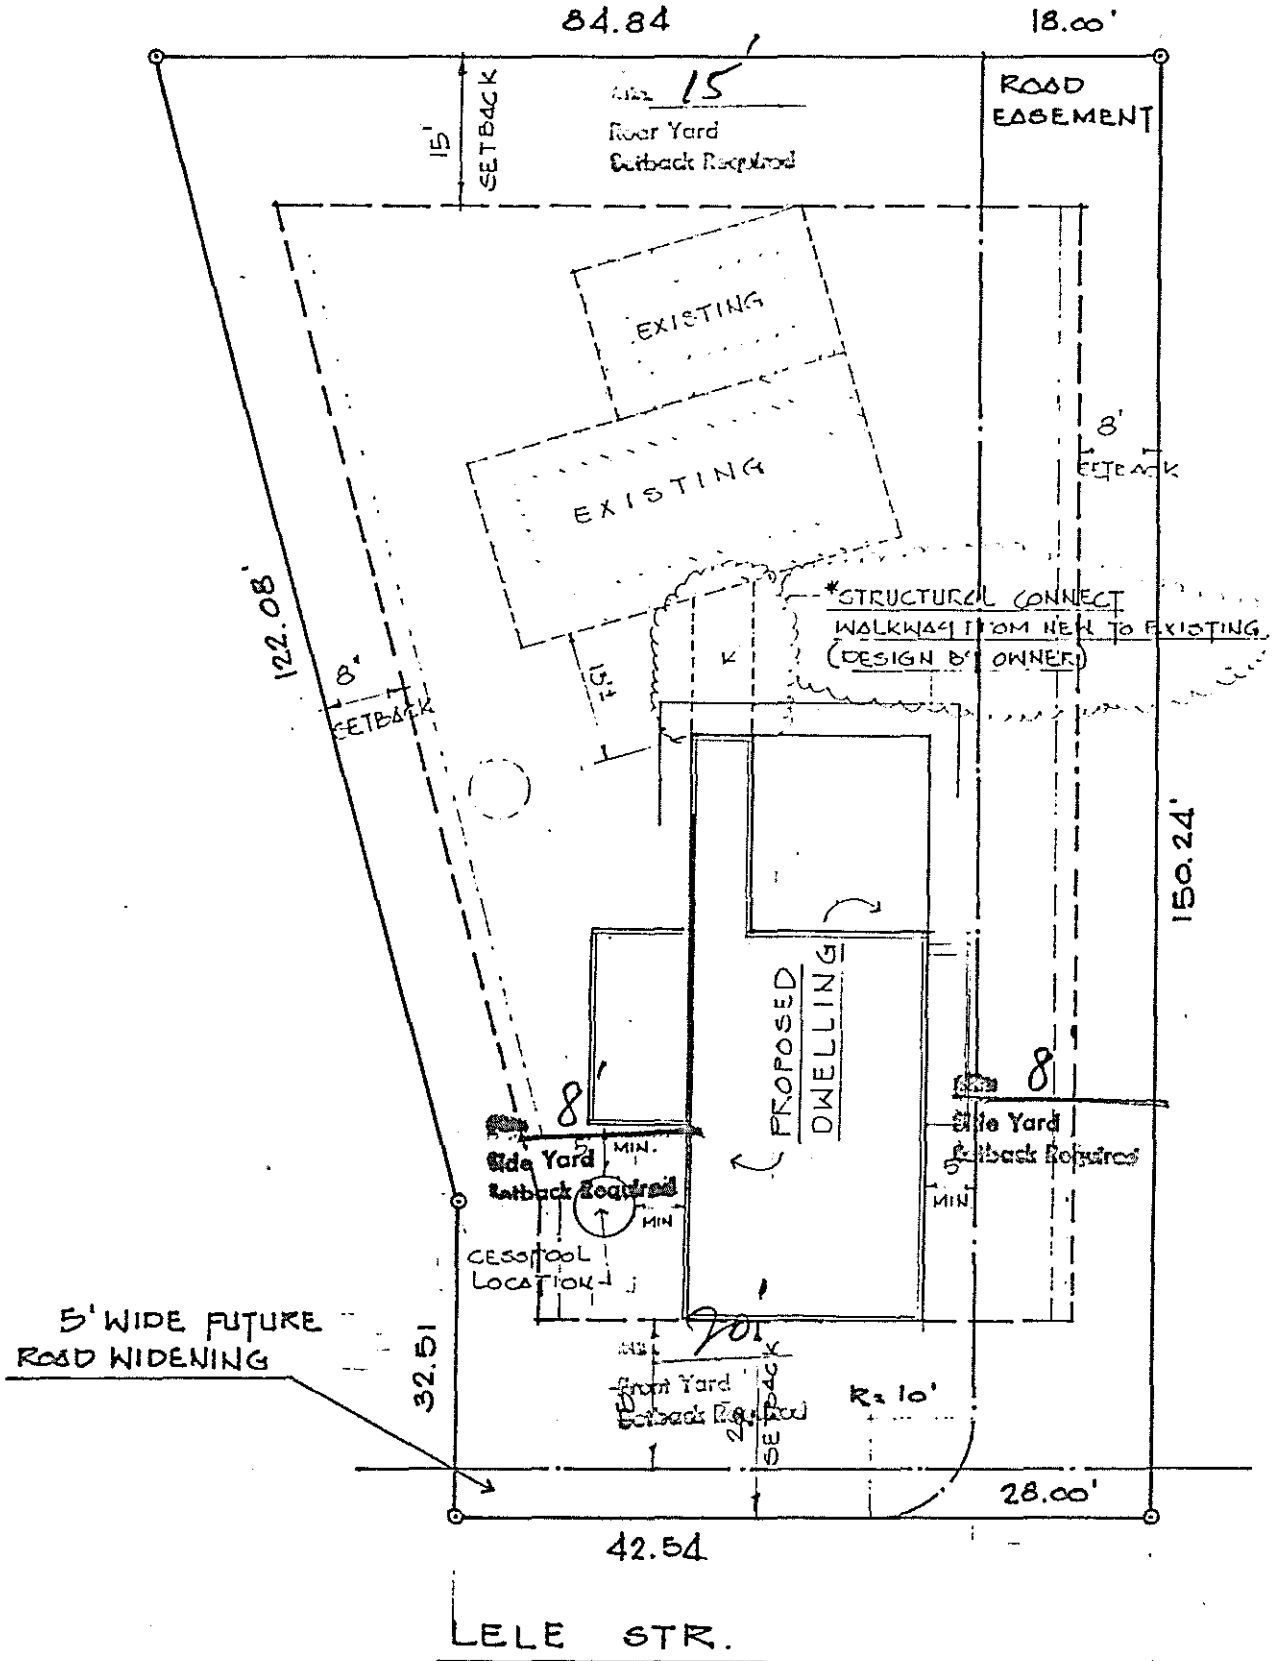 84.84
18.00'
15'
Rear Yard
Setback Required
15'
SETBACK
ROAD
EASEMENT
EXISTING
EXISTING
8'
SETBACK
122.08'
*STRUCTURAL CONNECT
WALKWAY FROM NEW TO EXISTING
(DESIGN BY OWNER)
8'
SETBACK
15'±
150.24'
PROPOSED
DWELLING
8'
Side Yard
Setback Required
5' MIN.
MIN
8'
Side Yard
Setback Required
5'
MIN
CESSPOOL
LOCATION
5' WIDE FUTURE
ROAD WIDENING
32.51
20'
Front Yard
Setback Required
SETBACK
R= 10'
28.00'
42.54
LELE STR.